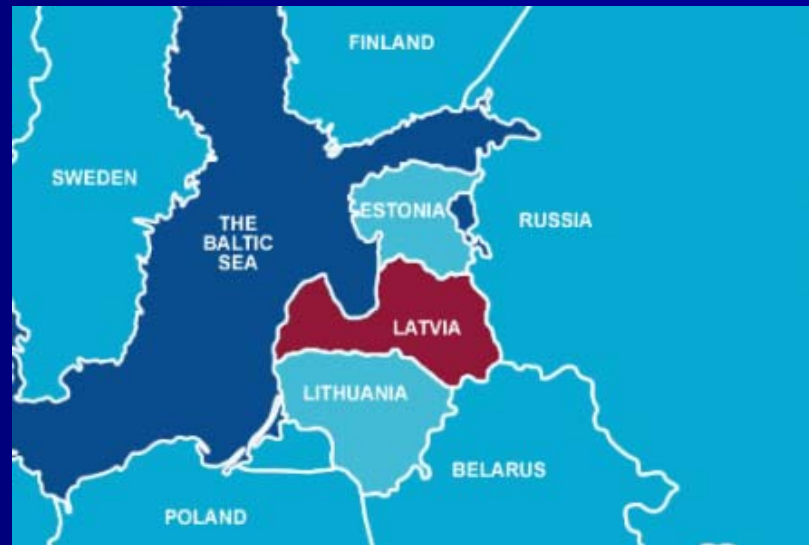 FINLAND
SWEDEN
ESTONIA
THE
BALTIC
SEA
RUSSIA
LATVIA
LITHUANIA
BELARUS
POLAND